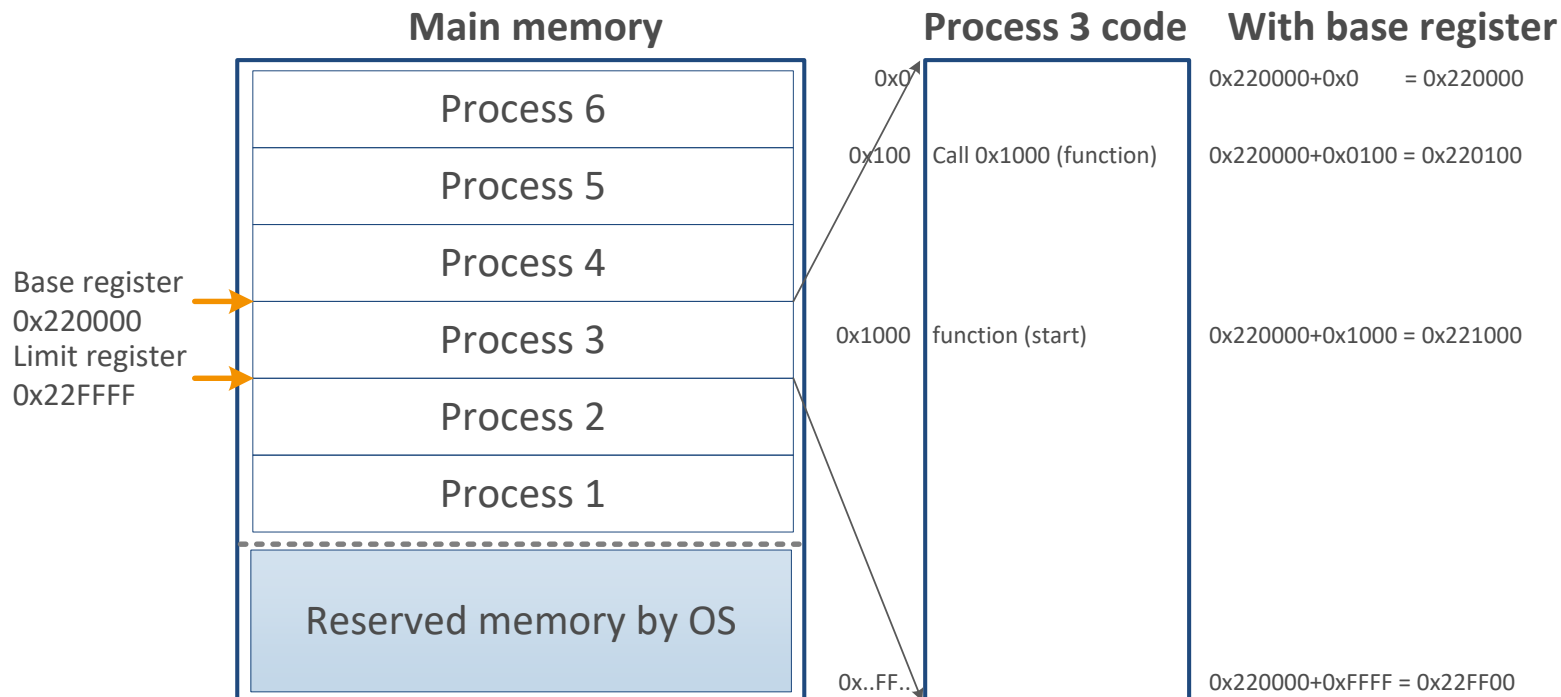 Main memory
Process 3 code
With base register
Process 6
Process 5
Process 4
Process 3
Process 2
Process 1
Reserved memory by OS
Base register
0x220000
Limit register
0x22FFFF
0x0
0x100
Call 0x1000 (function)
0x1000
function (start)
0x..FF..
0x220000+0x0 = 0x220000
0x220000+0x0100 = 0x220100
0x220000+0x1000 = 0x221000
0x220000+0xFFFF = 0x22FF00